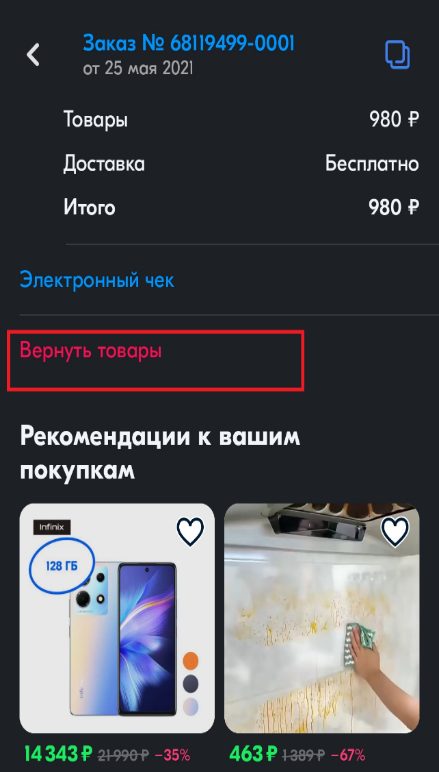 Заказ № 68119499-0001
от 25 мая 2021
Товары 980 ₽
Доставка Бесплатно
Итого 980 ₽
Электронный чек
Вернуть товары
Рекомендации к вашим
покупкам
Infinix
128 ГБ
14 343 ₽ 21 990 ₽ −35%
463 ₽ 1 389 ₽ −67%